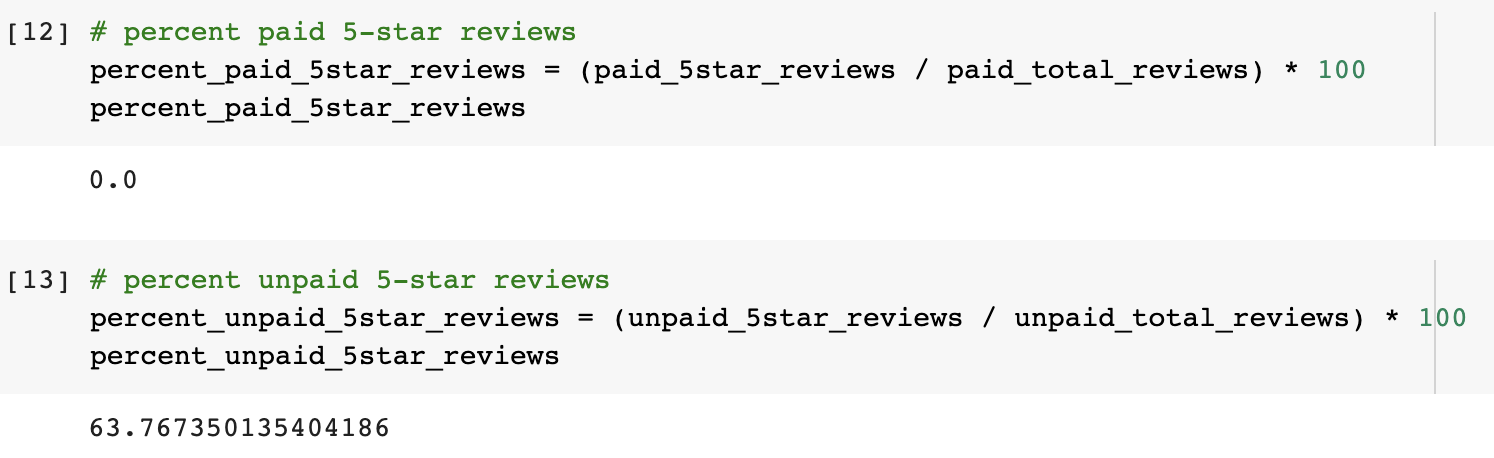 [12] # percent paid 5-star reviews
percent_paid_5star_reviews = (paid_5star_reviews / paid_total_reviews) * 100
percent_paid_5star_reviews
0.0
[13] # percent unpaid 5-star reviews
percent_unpaid_5star_reviews = (unpaid_5star_reviews / unpaid_total_reviews) * 100
percent_unpaid_5star_reviews
63.767350135404186